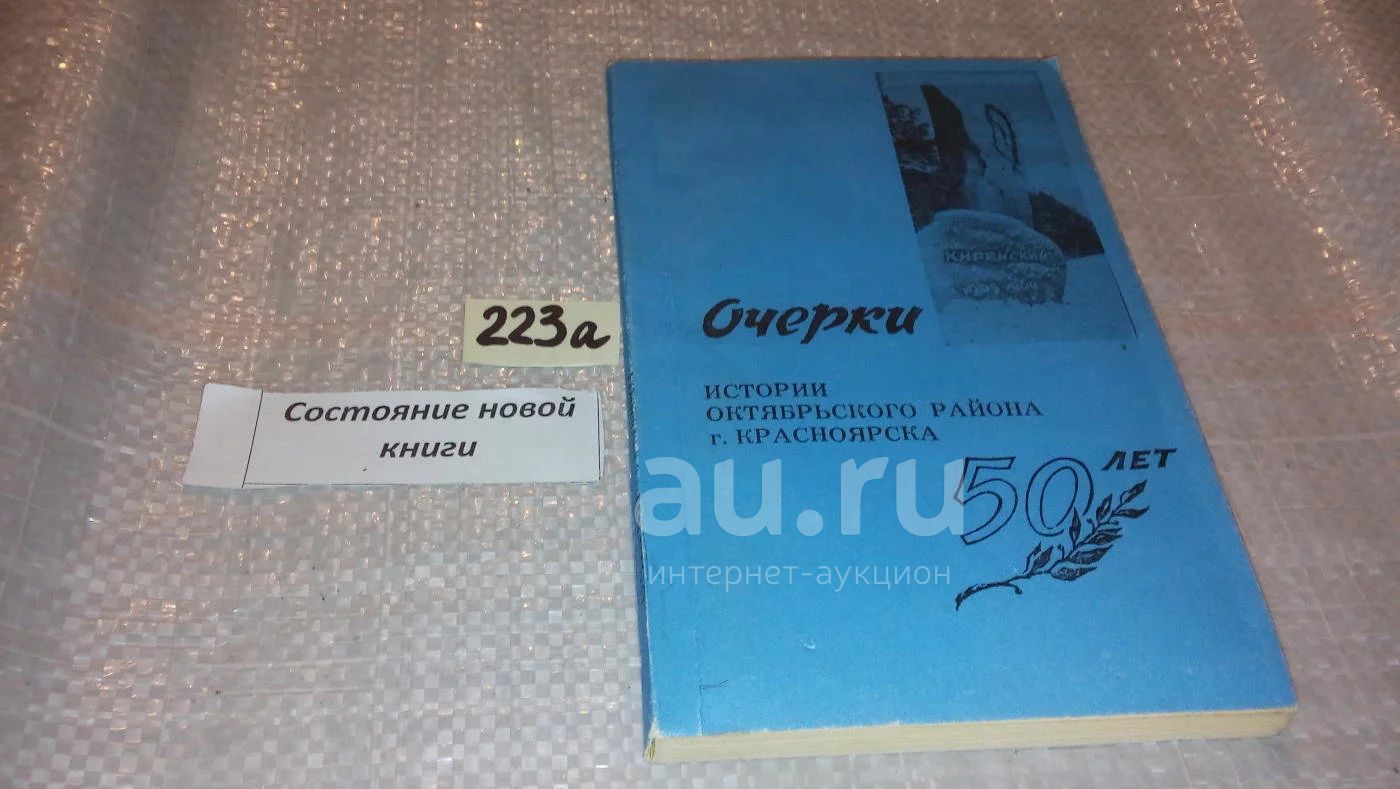 223а
Состояние новой
книги
КИРЕНСКИЙ
Очерки
ИСТОРИИ
ОКТЯБРЬСКОГО РАЙОНА
г. КРАСНОЯРСКА
50 ЛЕТ
au.ru
интернет-аукцион